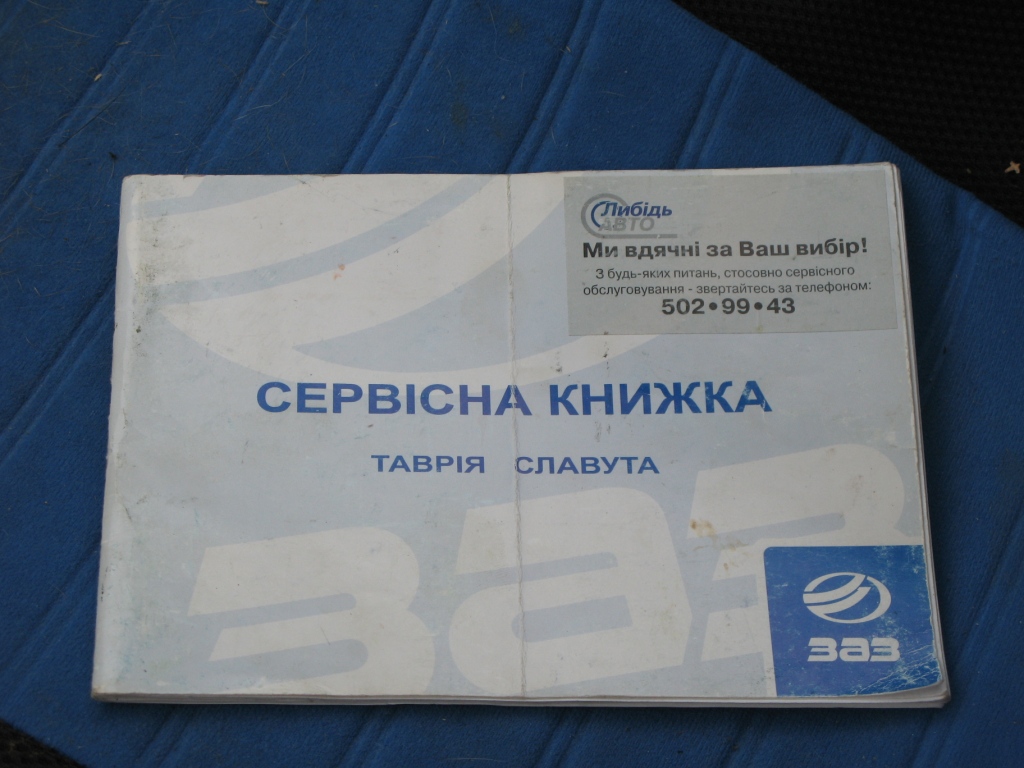 Либідь
АВТО
Ми вдячні за Ваш вибір!
З будь-яких питань, стосовно сервісного
обслуговування - звертайтесь за телефоном:
502•99•43
СЕРВІСНА КНИЖКА
ТАВРІЯ СЛАВУТА
ЗАЗ
ЗАЗ